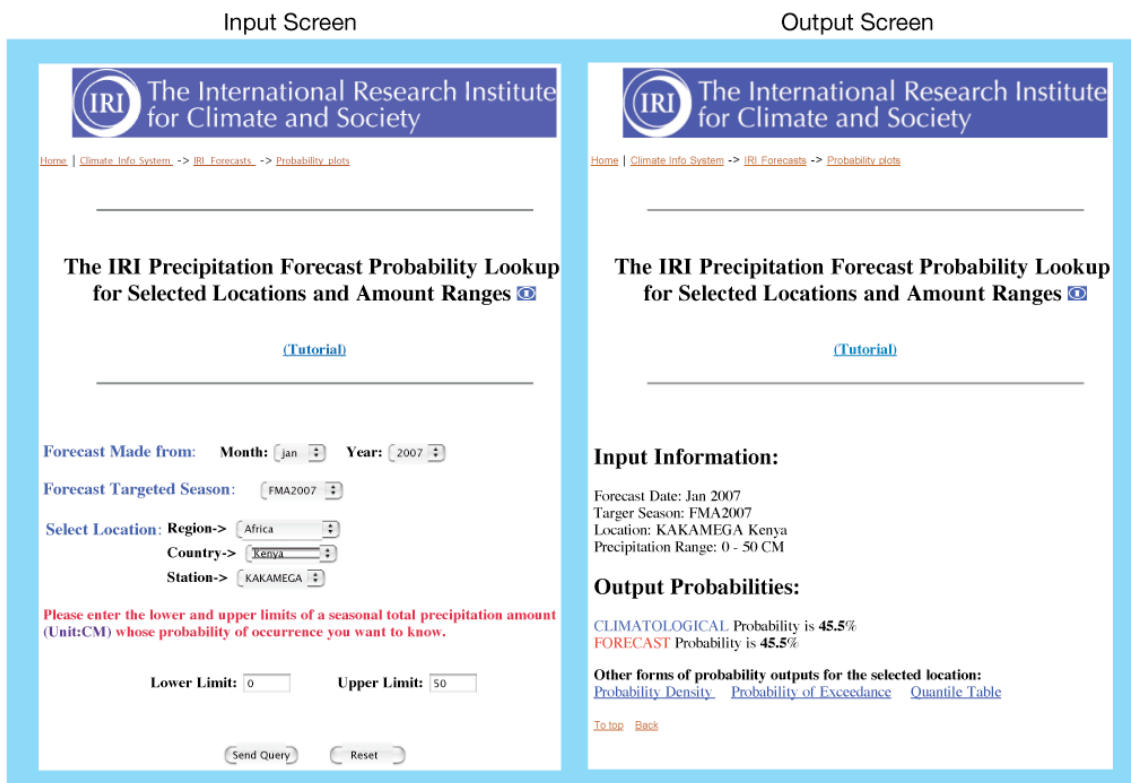 Input Screen
IRI
The International Research Institute
for Climate and Society
Home | Climate Info System -> IRI Forecasts -> Probability plots
The IRI Precipitation Forecast Probability Lookup
for Selected Locations and Amount Ranges
(Tutorial)
Forecast Made from: Month: jan Year: 2007
Forecast Targeted Season: FMA2007
Select Location: Region-> Africa
Country-> Kenya
Station-> KAKAMEGA
Please enter the lower and upper limits of a seasonal total precipitation amount
(Unit:CM) whose probability of occurrence you want to know.
Lower Limit: 0 Upper Limit: 50
Send Query Reset
Output Screen
IRI
The International Research Institute
for Climate and Society
Home | Climate Info System -> IRI Forecasts -> Probability plots
The IRI Precipitation Forecast Probability Lookup
for Selected Locations and Amount Ranges
(Tutorial)
Input Information:
Forecast Date: Jan 2007
Targer Season: FMA2007
Location: KAKAMEGA Kenya
Precipitation Range: 0 - 50 CM
Output Probabilities:
CLIMATOLOGICAL Probability is 45.5%
FORECAST Probability is 45.5%
Other forms of probability outputs for the selected location:
Probability Density Probability of Exceedance Quantile Table
To top Back